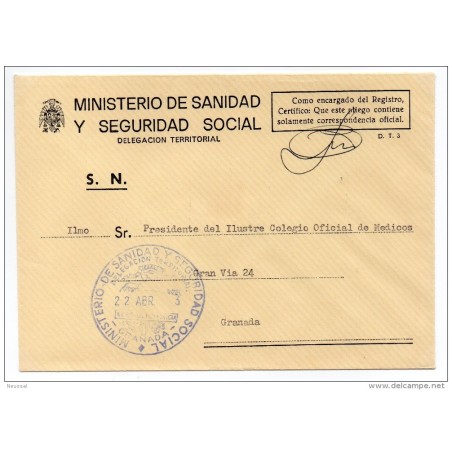 MINISTERIO DE SANIDAD
Y SEGURIDAD SOCIAL
DELEGACION TERRITORIAL
Como encargado del Registro,
Certifico: Que este pliego contiene
solamente correspondencia oficial.
D. T. 3
S. N.
Ilmo Sr. Presidente del Ilustre Colegio Oficial de Medicos
Gran Via 24
Granada
MINISTERIO DE SANIDAD Y SEGURIDAD SOCIAL
DELEGACION TERRITORIAL
22 ABR
GRANADA
delcampe.net